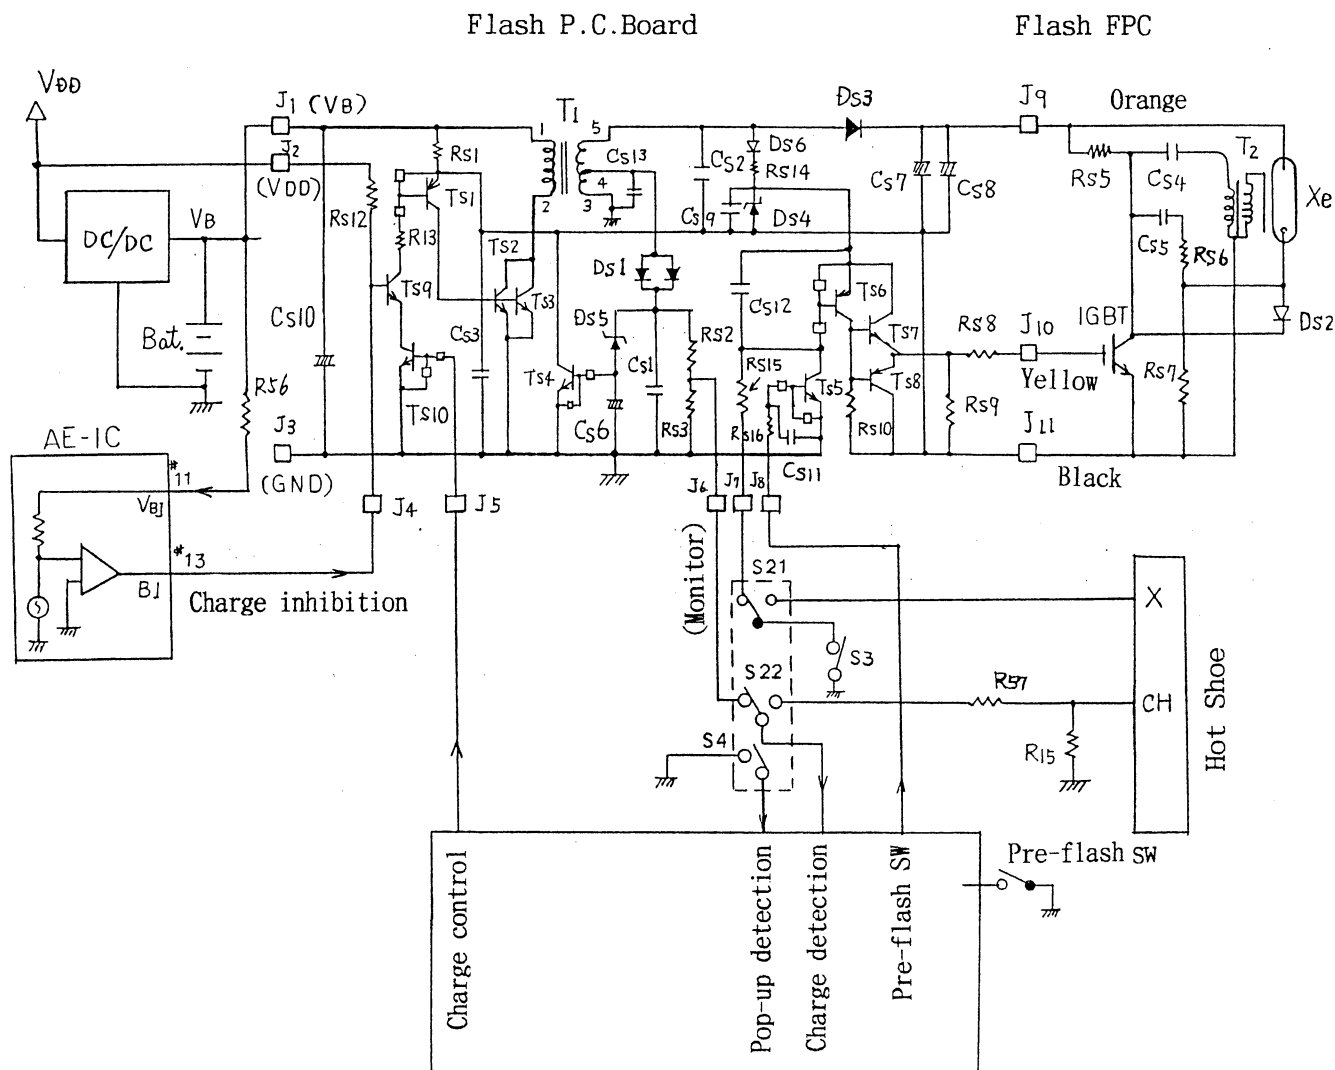 Flash P.C.Board
Flash FPC
VDD
J1 (VB)
J2
(VDD)
T1
1
2
5
4
3
CS13
DS3
J9
Orange
T2
Xe
RS1
TS1
R13
RS12
TS9
TS10
TS2
TS3
CS2
DS6
RS14
CS9
DS4
CS7
CS8
RS5
CS4
CS5
RS6
DS2
DC/DC
VB
Bat.
R56
CS10
CS3
DS1
DS5
TS4
CS6
CS1
RS2
RS3
CS12
TS6
TS7
TS8
RS15
TS5
RS16
RS10
CS11
RS8
RS9
J10
Yellow
IGBT
RS7
J11
Black
J3
(GND)
AE-IC
#11
VBI
#13
BI
Charge inhibition
J4
J5
J6
J7
J8
(Monitor)
S21
S3
S22
S4
X
CH
Hot Shoe
R57
R15
Charge control
Pop-up detection
Charge detection
Pre-flash SW
Pre-flash SW